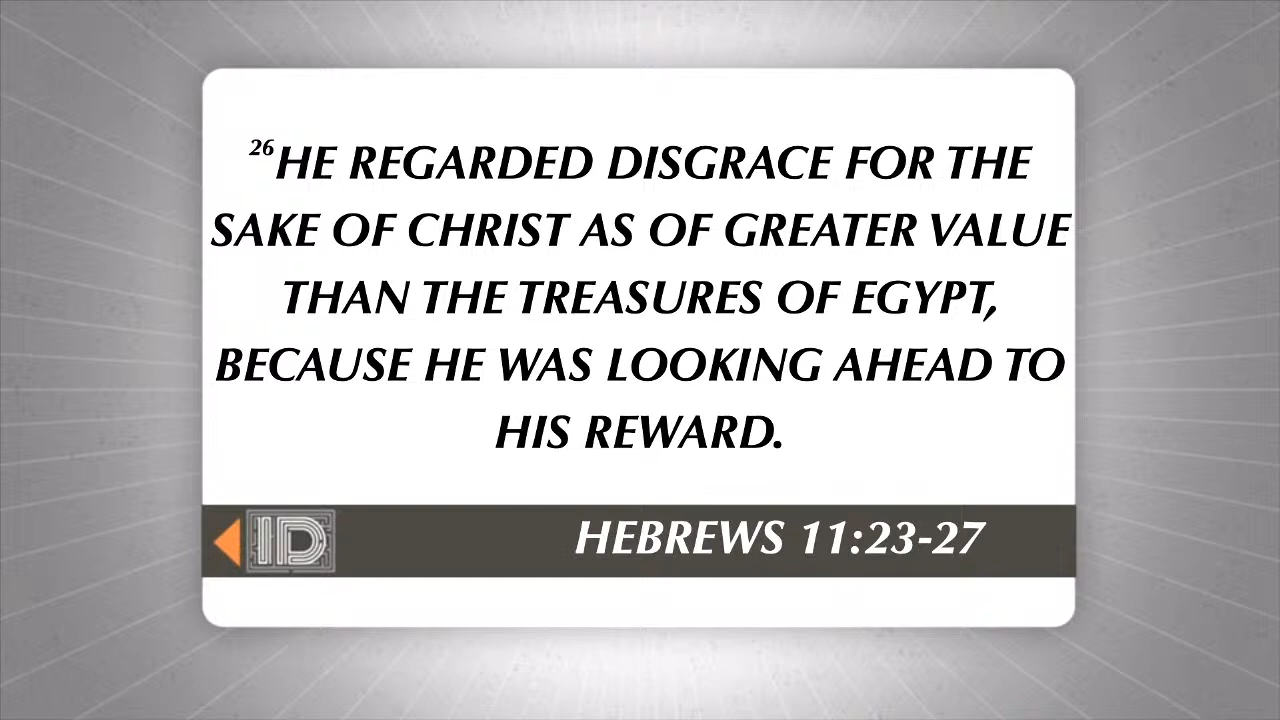 26HE REGARDED DISGRACE FOR THE
SAKE OF CHRIST AS OF GREATER VALUE
THAN THE TREASURES OF EGYPT,
BECAUSE HE WAS LOOKING AHEAD TO
HIS REWARD.
ID
HEBREWS 11:23-27